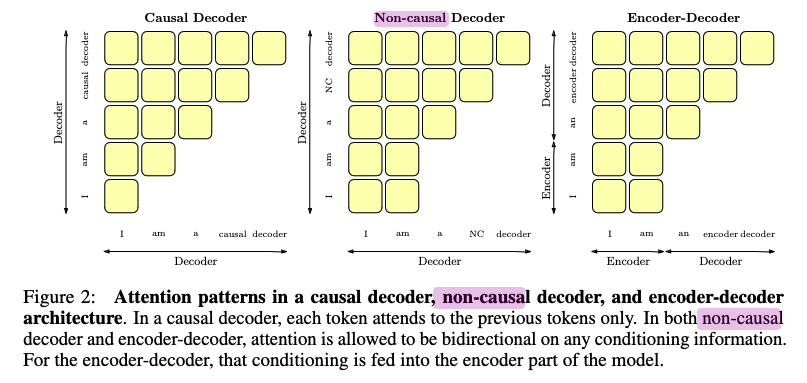 Causal Decoder
Non-causal Decoder
Encoder-Decoder
Decoder
decoder
causal
a
am
I
I am a causal decoder
Decoder
Decoder
decoder
NC
a
am
I
I am a NC decoder
Decoder
Decoder
Encoder
decoder
encoder
an
am
I
I am an encoder decoder
Encoder Decoder
Figure 2: Attention patterns in a causal decoder, non-causal decoder, and encoder-decoder
architecture. In a causal decoder, each token attends to the previous tokens only. In both non-causal
decoder and encoder-decoder, attention is allowed to be bidirectional on any conditioning information.
For the encoder-decoder, that conditioning is fed into the encoder part of the model.